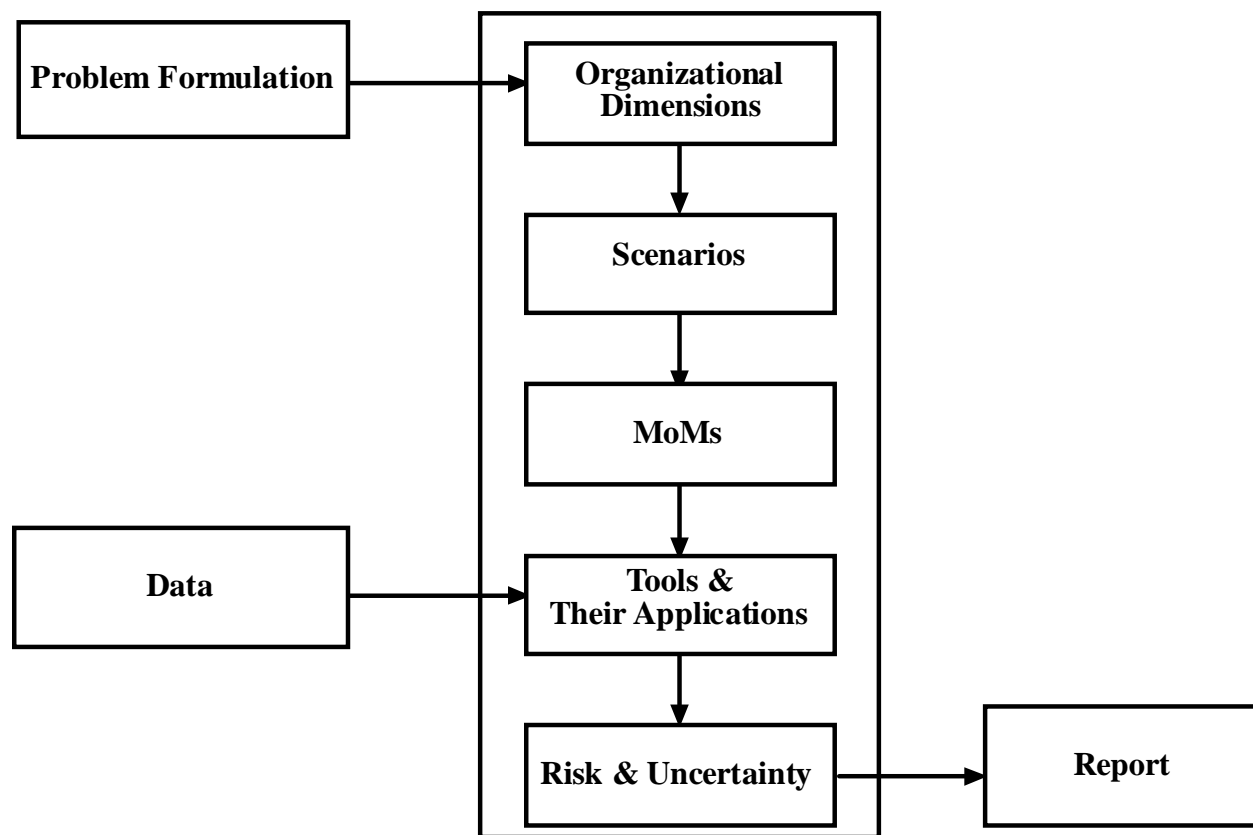 Problem Formulation
Organizational
Dimensions
Scenarios
MoMs
Data
Tools &
Their Applications
Risk & Uncertainty
Report